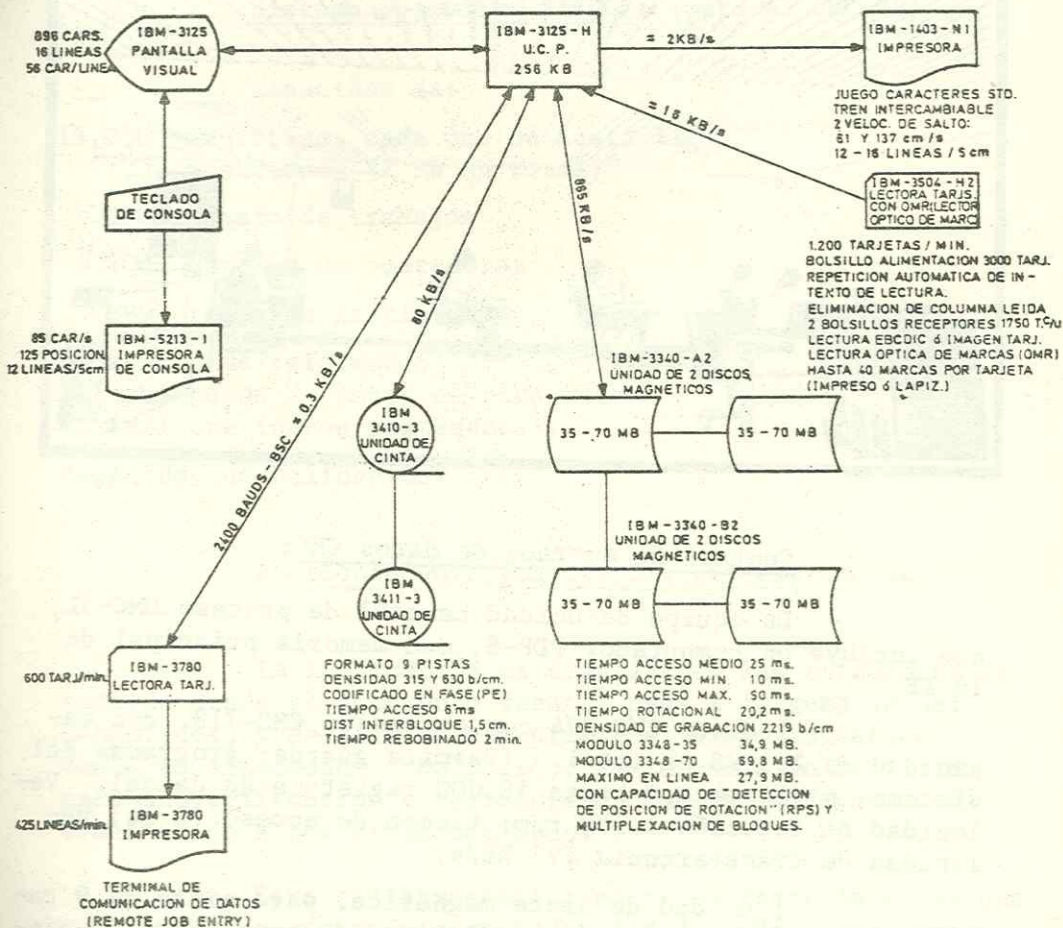 896 CARS.
16 LINEAS
56 CAR/LINEA
IBM-3125
PANTALLA
VISUAL
IBM-3125-H
U.C.P.
256 KB
= 2KB/s
IBM-1403-N1
IMPRESORA
JUEGO CARACTERES STD.
TREN INTERCAMBIABLE
2 VELOC. DE SALTO:
61 Y 137 cm/s
12 - 16 LINEAS / 5 cm
= 16 KB/s
IBM-3504-H2
LECTORA TARJS.
CON OMR(LECTOR
OPTICO DE MARC)
1.200 TARJETAS / MIN.
BOLSILLO ALIMENTACION 3000 TARJ.
REPETICION AUTOMATICA DE IN-
TEXTO DE LECTURA.
ELIMINACION DE COLUMNA LEIDA
2 BOLSILLOS RECEPTORES 1750 T.C/U
LECTURA EBCDIC ó IMAGEN TARJ.
LECTURA OPTICA DE MARCAS (OMR)
HASTA 40 MARCAS POR TARJETA
(IMPRESO ó LAPIZ.)
TECLADO
DE CONSOLA
85 CAR/s
125 POSICION
12 LINEAS/5cm
IBM-5213-1
IMPRESORA
DE CONSOLA
2400 BAUDS - BSC = 0.3 KB/s
80 KB/s
865 KB/s
IBM
3410-3
UNIDAD DE
CINTA
IBM
3411-3
UNIDAD DE
CINTA
IBM-3340-A2
UNIDAD DE 2 DISCOS
MAGNETICOS
35 - 70 MB
35 - 70 MB
IBM-3340-B2
UNIDAD DE 2 DISCOS
MAGNETICOS
35 - 70 MB
35 - 70 MB
600 TARJ/min.
IBM-3780
LECTORA TARJ.
425 LINEAS/min.
IBM-3780
IMPRESORA
TERMINAL DE
COMUNICACION DE DATOS
(REMOTE JOB ENTRY)
FORMATO 9 PISTAS
DENSIDAD 315 Y 630 b/cm.
CODIFICADO EN FASE (PE)
TIEMPO ACCESO 6 ms
DIST INTERBLOQUE 1,5 cm.
TIEMPO REBOBINADO 2 min.
TIEMPO ACCESO MEDIO 25 ms.
TIEMPO ACCESO MIN. 10 ms.
TIEMPO ACCESO MAX. 50 ms.
TIEMPO ROTACIONAL 20,2 ms.
DENSIDAD DE GRABACION 2219 b/cm
MODULO 3348-35 34,9 MB.
MODULO 3348-70 69,8 MB.
MAXIMO EN LINEA 27,9 MB.
CON CAPACIDAD DE "DETECCION
DE POSICION DE ROTACION" (RPS) Y
MULTIPLEXACION DE BLOQUES.